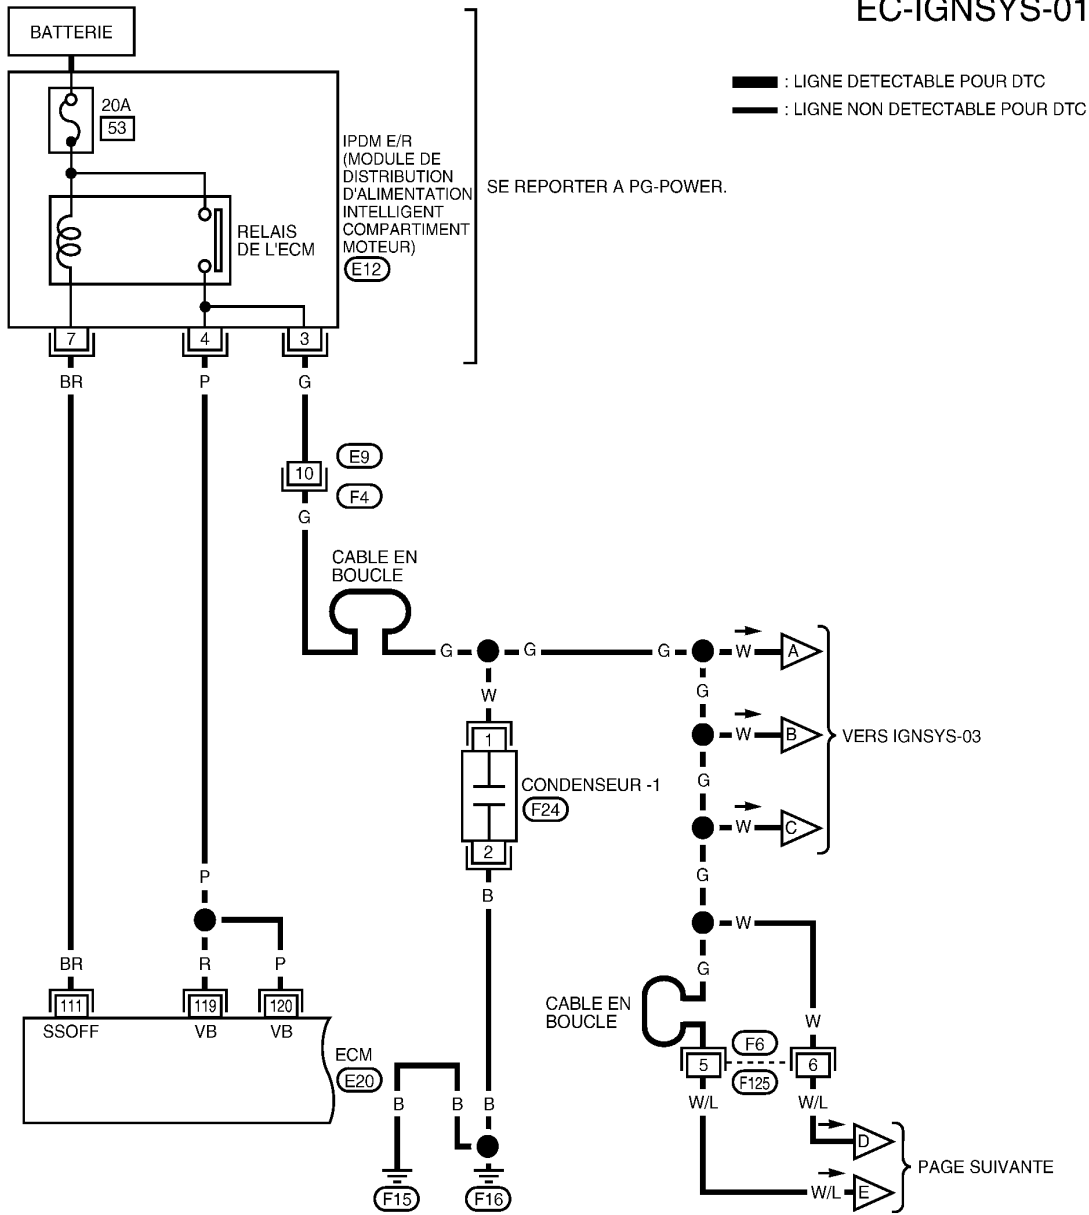 EC-IGNSYS-01
BATTERIE
: LIGNE DETECTABLE POUR DTC
: LIGNE NON DETECTABLE POUR DTC
20A
53
IPDM E/R
(MODULE DE
DISTRIBUTION
D'ALIMENTATION
INTELLIGENT
COMPARTIMENT
MOTEUR)
E12
SE REPORTER A PG-POWER.
RELAIS
DE L'ECM
7
4
3
BR
P
G
10
E9
F4
G
CABLE EN
BOUCLE
G
G
G
W
A
W
G
1
W
B
VERS IGNSYS-03
CONDENSEUR -1
F24
G
W
C
2
B
P
G
W
BR
R
P
G
111
119
120
SSOFF
VB
VB
CABLE EN
BOUCLE
W
ECM
E20
F6
5
6
F125
B
B
B
W/L
W/L
D
PAGE SUIVANTE
F15
F16
W/L
E